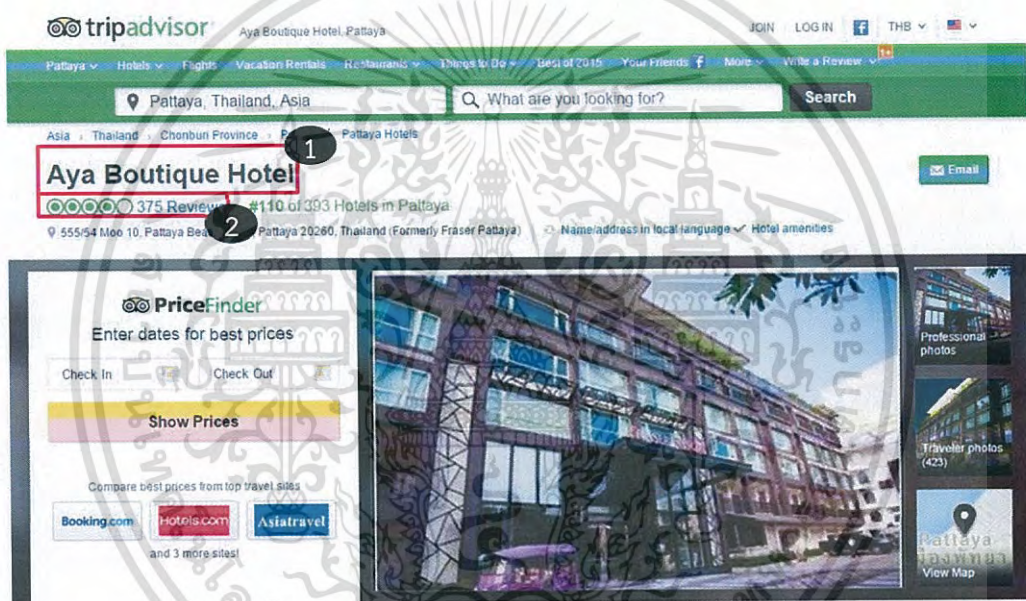 tripadvisor Aya Boutique Hotel, Pattaya JOIN LOG IN THB
Pattaya Hotels Flights Vacation Rentals Restaurants Things to Do Best of 2015 Your Friends More Write a Review 1+
Pattaya, Thailand, Asia What are you looking for? Search
Asia Thailand Chonburi Province Pattaya Hotels
1
Aya Boutique Hotel Email
375 Review #110 of 393 Hotels in Pattaya
2
555/54 Moo 10, Pattaya Pattaya 20260, Thailand (Formerly Fraser Pattaya) Name/address in local language Hotel amenities
PriceFinder
Enter dates for best prices
Check In Check Out
Show Prices
Compare best prices from top travel sites
Booking.com Hotels.com Asiatravel
and 3 more sites!
Professional photos
Traveler photos
(423)
Pattaya
View Map